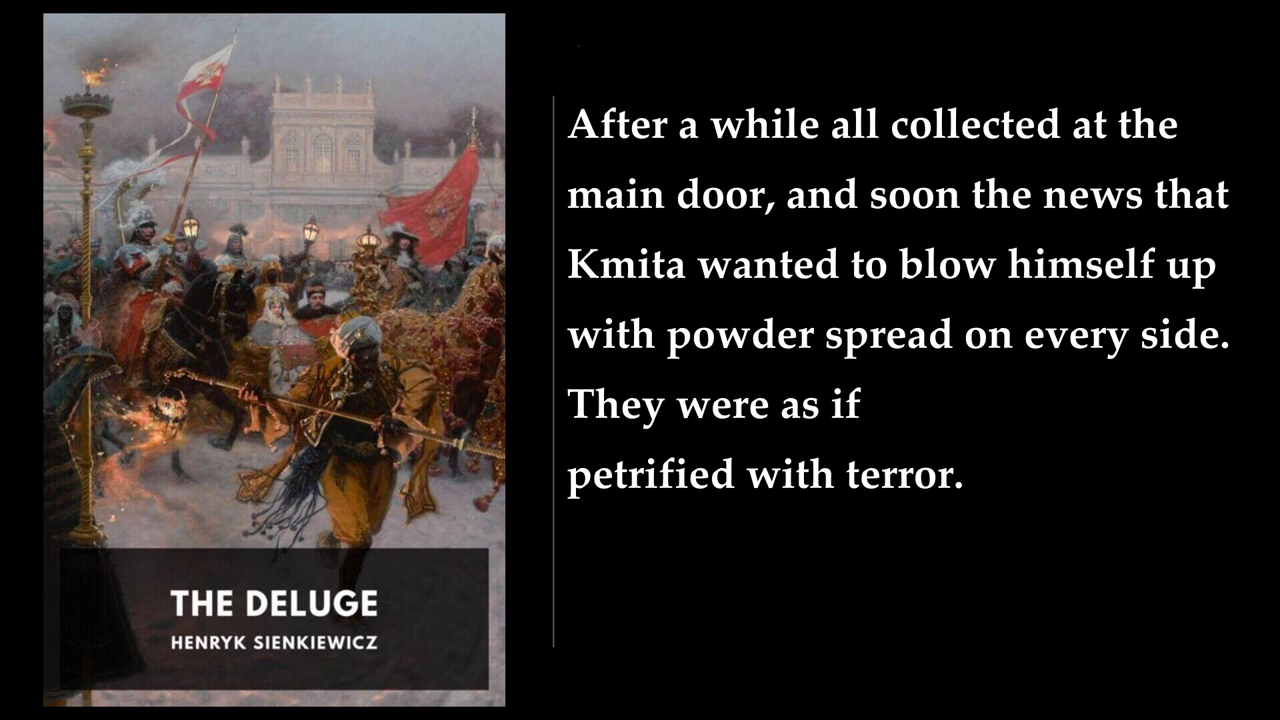 THE DELUGE
HENRYK SIENKIEWICZ
After a while all collected at the
main door, and soon the news that
Kmita wanted to blow himself up
with powder spread on every side.
They were as if
petrified with terror.